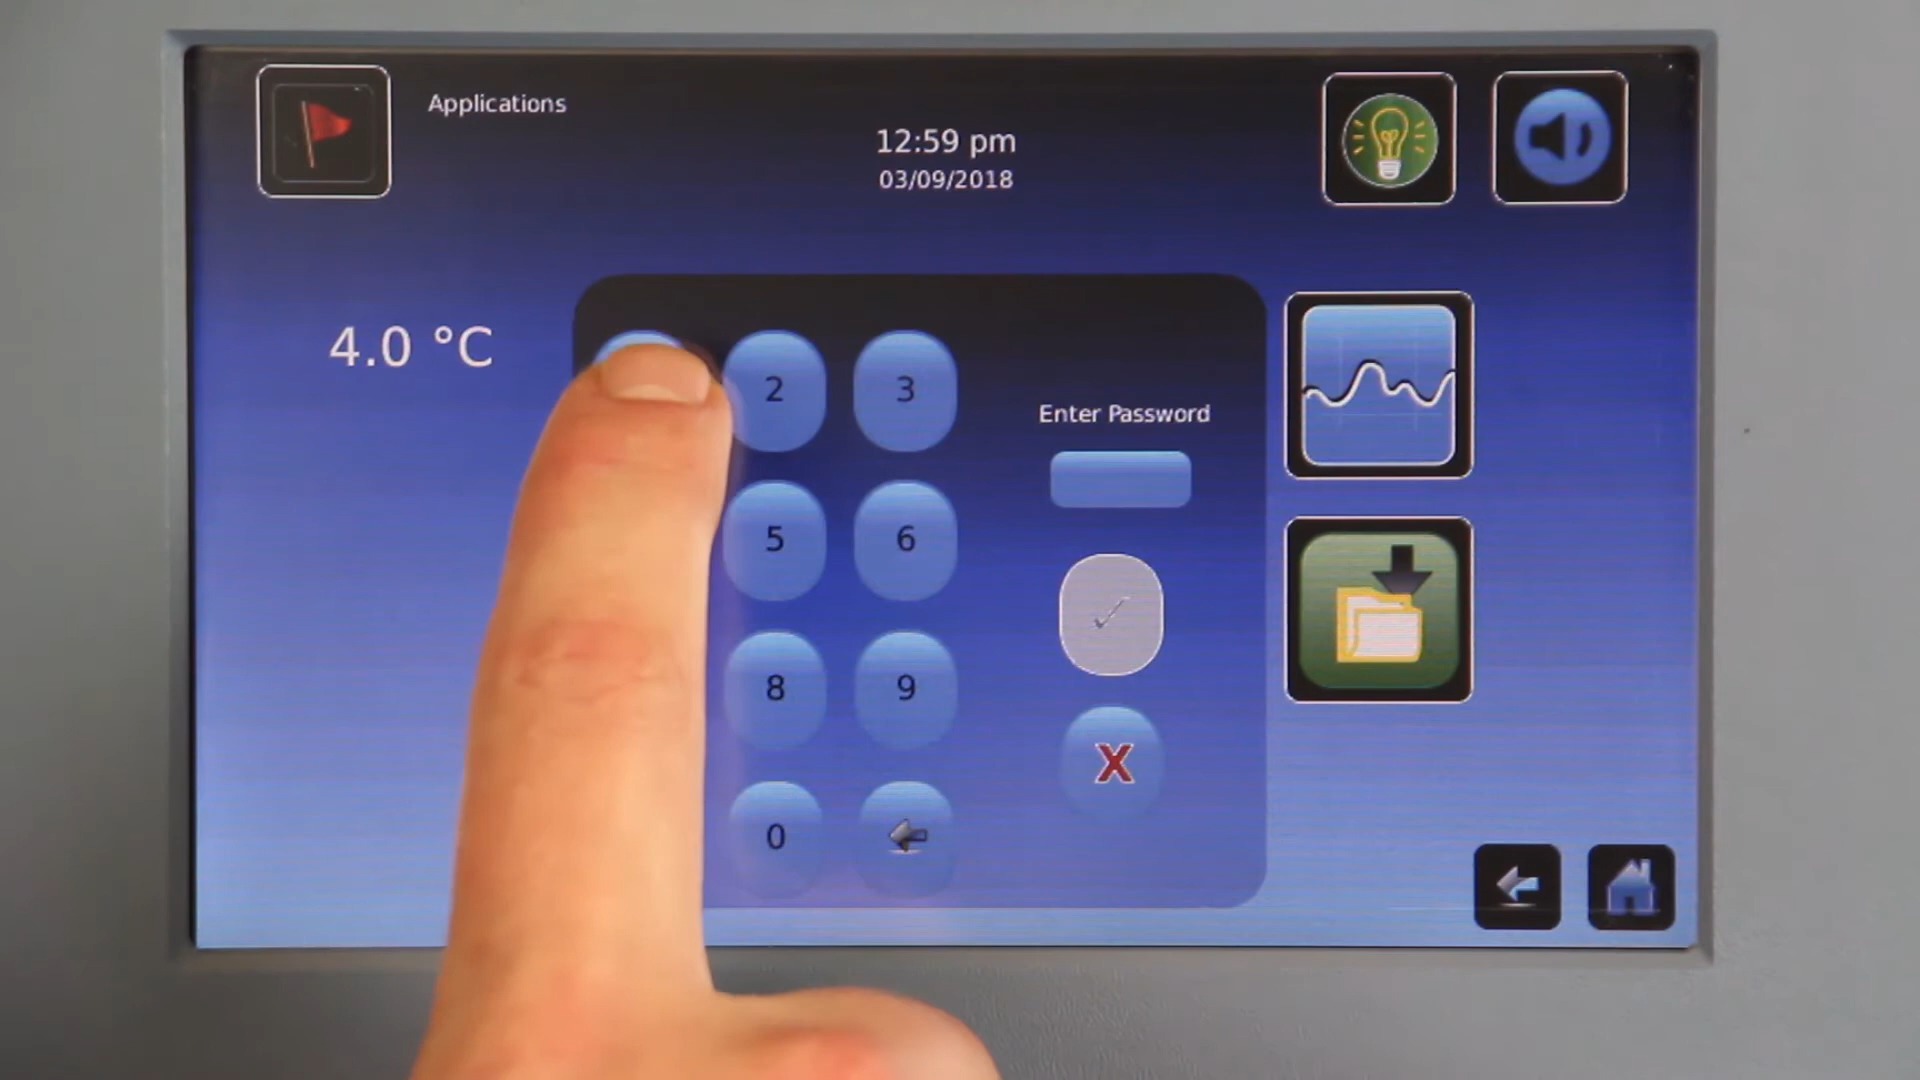 Applications
12:59 pm
03/09/2018
4.0 °C
2 3
Enter Password
5 6
8 9
X
0